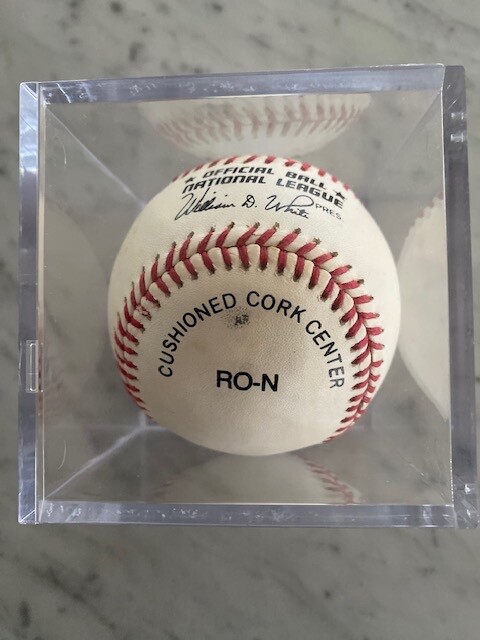 ★ OFFICIAL BALL ★
NATIONAL LEAGUE
William D. White PRES
CUSHIONED CORK CENTER
RO-N